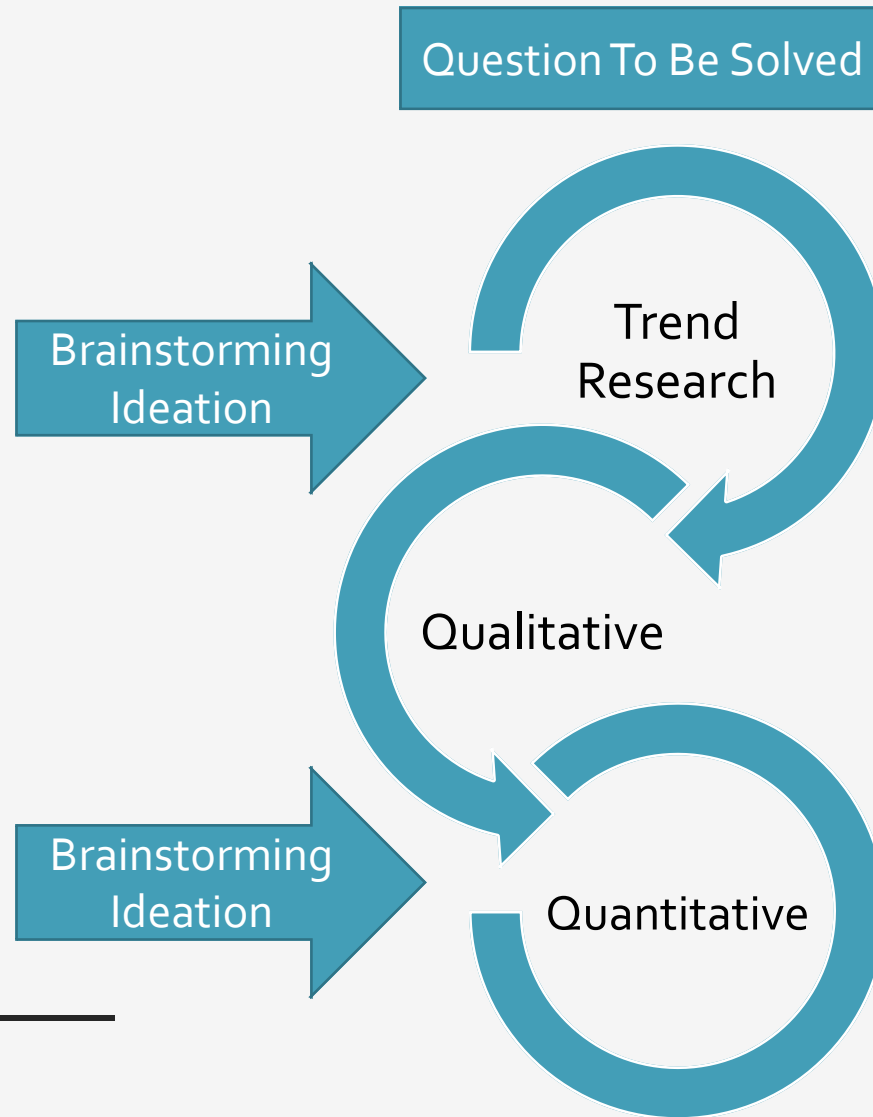 Question To Be Solved
Brainstorming
Ideation
Trend
Research
Qualitative
Brainstorming
Ideation
Quantitative